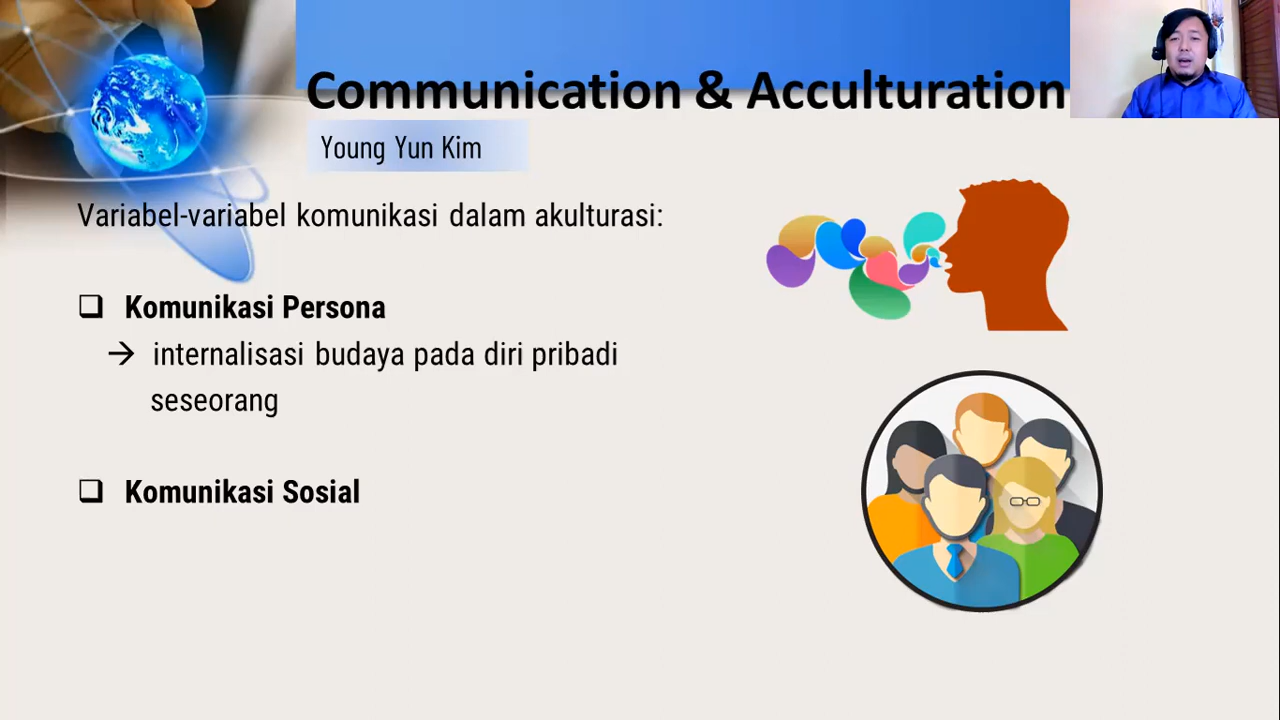 Communication & Acculturation
Young Yun Kim
Variabel-variabel komunikasi dalam akulturasi:
❑ Komunikasi Persona
→ internalisasi budaya pada diri pribadi
seseorang
❑ Komunikasi Sosial